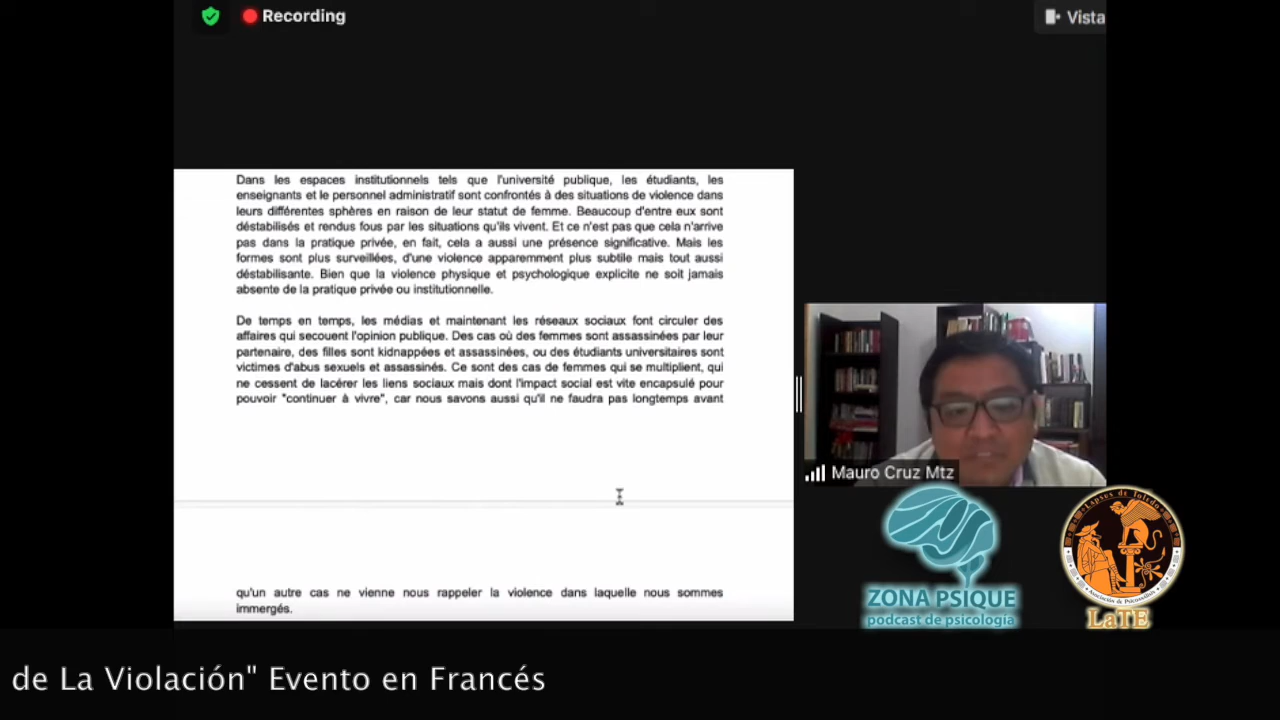 Recording
Vista
Dans les espaces institutionnels tels que l'université publique, les étudiants, les
enseignants et le personnel administratif sont confrontés à des situations de violence dans
leurs différentes sphères en raison de leur statut de femme. Beaucoup d'entre eux sont
déstabilisés et rendus fous par les situations qu'ils vivent. Et ce n'est pas que cela n'arrive
pas dans la pratique privée, en fait, cela a aussi une présence significative. Mais les
formes sont plus surveillées, d'une violence apparemment plus subtile mais tout aussi
déstabilisante. Bien que la violence physique et psychologique explicite ne soit jamais
absente de la pratique privée ou institutionnelle.
De temps en temps, les médias et maintenant les réseaux sociaux font circuler des
affaires qui secouent l'opinion publique. Des cas où des femmes sont assassinées par leur
partenaire, des filles sont kidnappées et assassinées, ou des étudiants universitaires sont
victimes d'abus sexuels et assassinés. Ce sont des cas de femmes qui se multiplient, qui
ne cessent de lacérer les liens sociaux mais dont l'impact social est vite encapsulé pour
pouvoir "continuer à vivre", car nous savons aussi qu'il ne faudra pas longtemps avant
qu'un autre cas ne vienne nous rappeler la violence dans laquelle nous sommes
immergés.
Mauro Cruz Mtz
ZONA PSIQUE
podcast de psicología
Lapsus de Toledo
Asociación de Psicoanálisis
LaTE
de La Violación" Evento en Francés